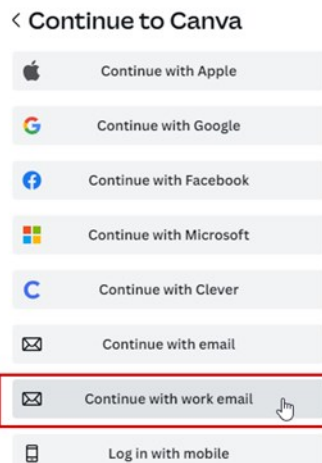 Continue to Canva
Continue with Apple
Continue with Google
Continue with Facebook
Continue with Microsoft
Continue with Clever
Continue with email
Continue with work email
Log in with mobile